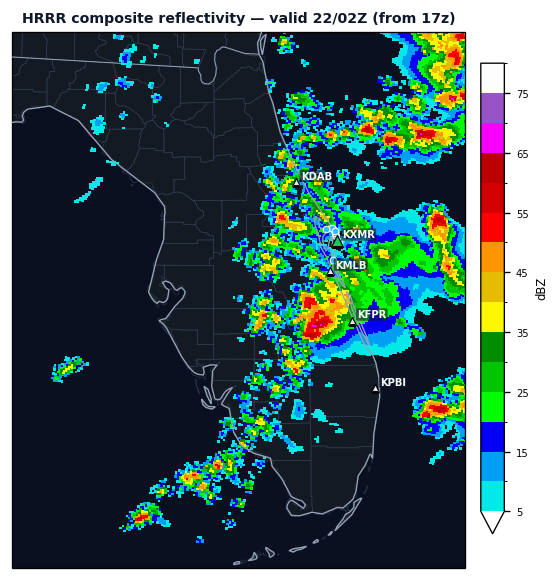 HRRR composite reflectivity — valid 22/02Z (from 17z)
KDAB
KXMR
KMLB
KFPR
KPBI
75
65
55
45
35
25
15
5
dBZ